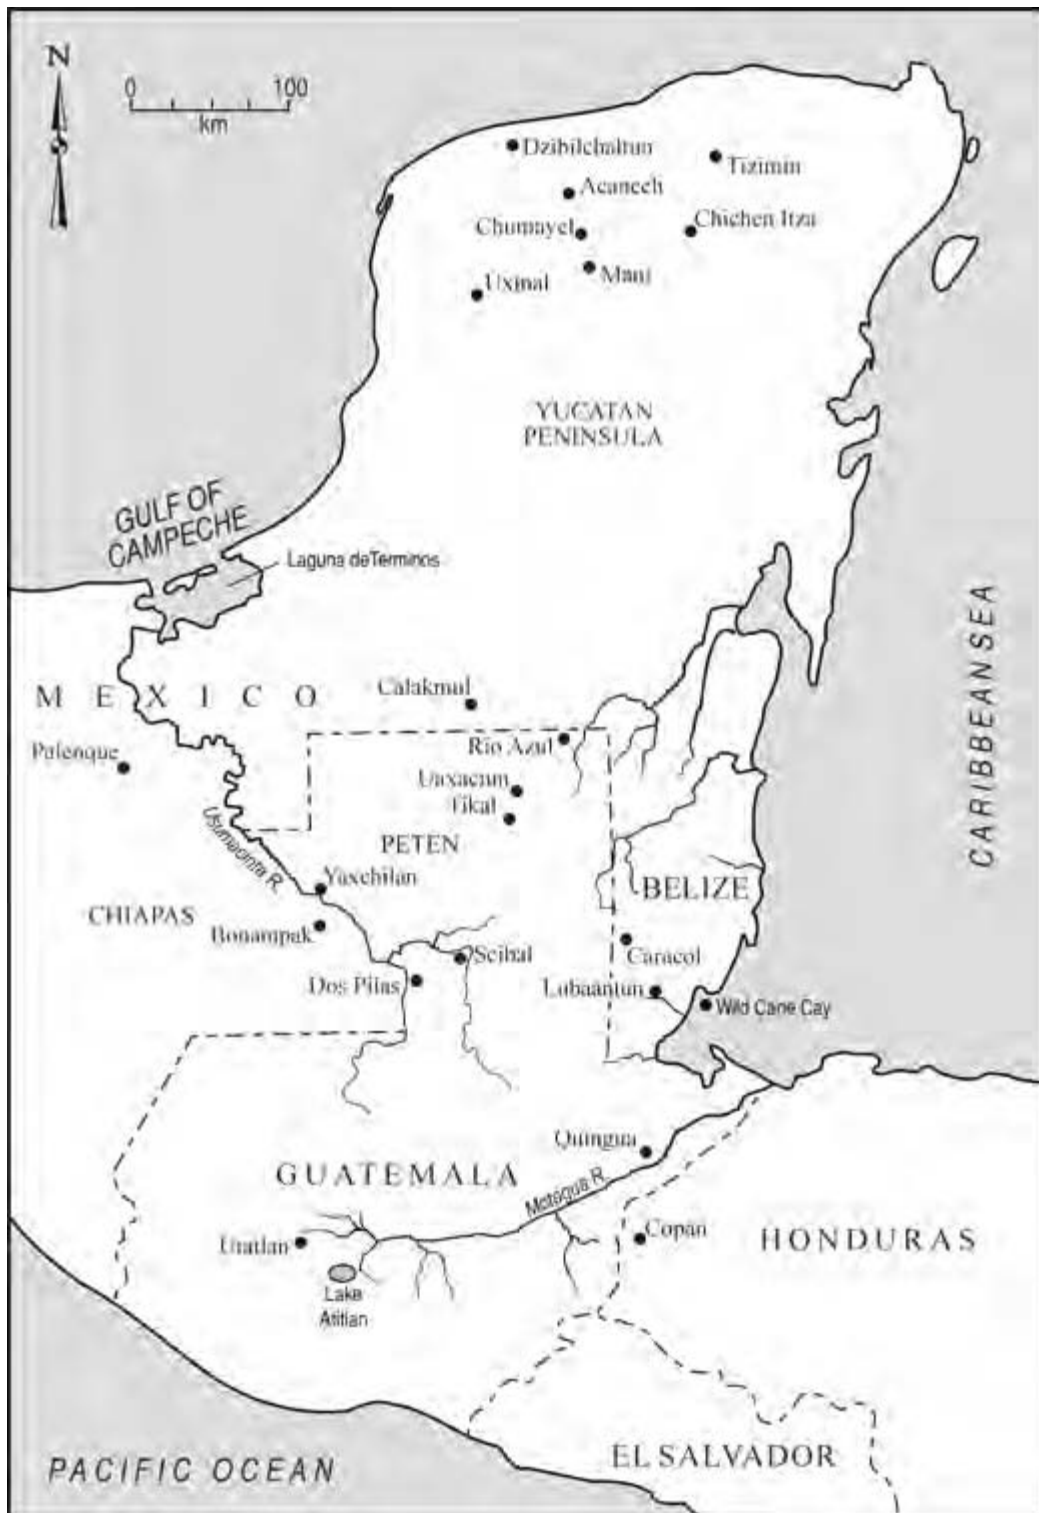 N
0 100
km
Dzibilchaltun
Tizimin
Acanceh
Chumayel
Chichen Itza
Mani
Uxmal
YUCATAN
PENINSULA
GULF OF
CAMPECHE
Laguna deTerminos
CARIBBEAN SEA
MEXICO
Calakmul
Palenque
Rio Azul
Uaxactun
Tikal
Usumacinta R.
PETEN
Yaxchilan
BELIZE
CHIAPAS
Bonampak
Seibal
Caracol
Dos Pilas
Lubaantun
Wild Cane Cay
Quirigua
GUATEMALA
Motagua R.
Copan
HONDURAS
Utatlan
Lake
Atitlan
EL SALVADOR
PACIFIC OCEAN